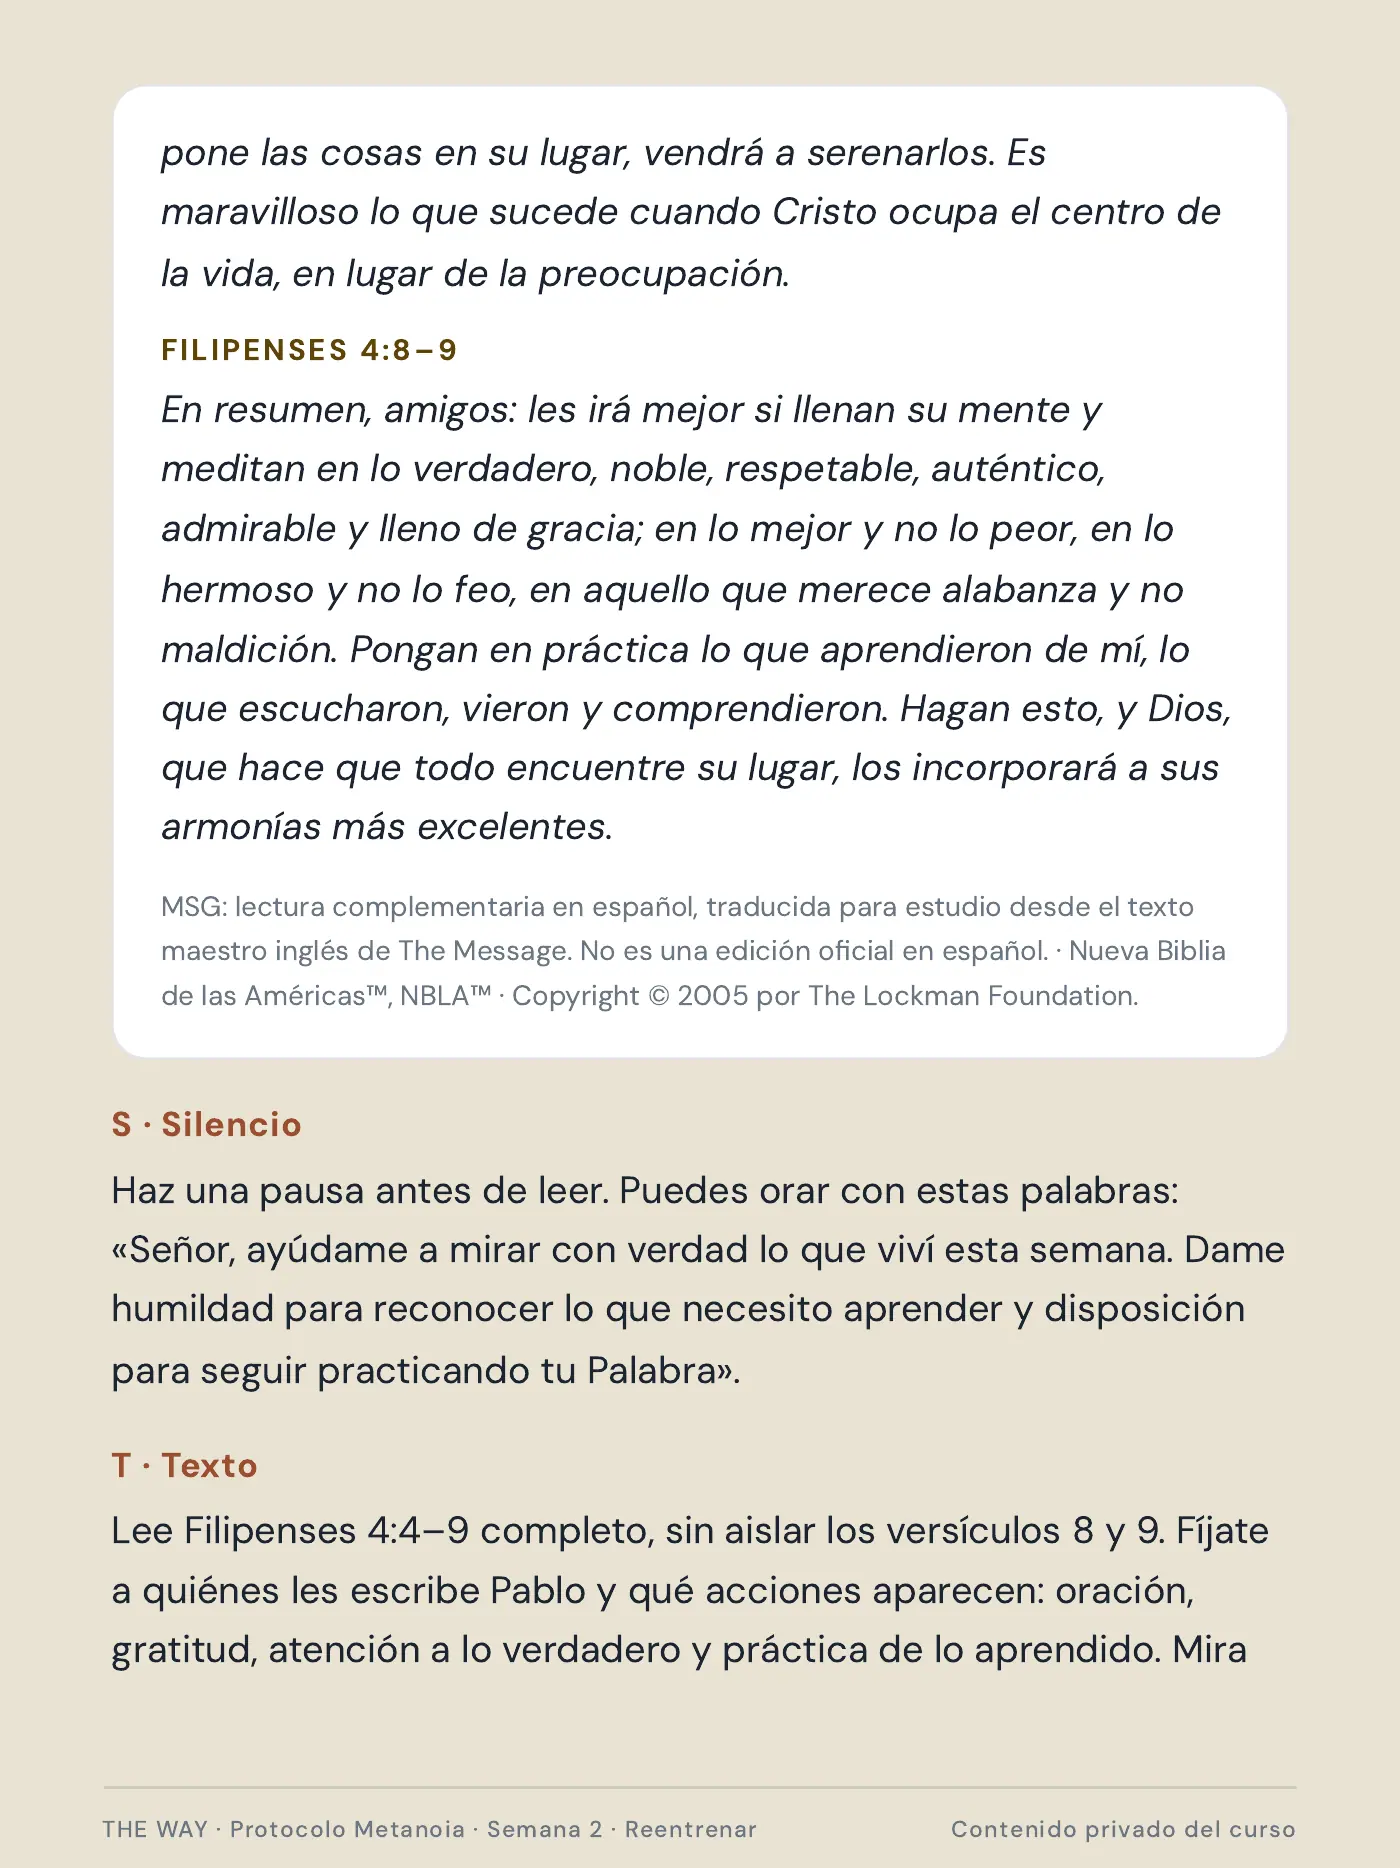 pone las cosas en su lugar, vendrá a serenarlos. Es
maravilloso lo que sucede cuando Cristo ocupa el centro de
la vida, en lugar de la preocupación.
FILIPENSES 4:8–9
En resumen, amigos: les irá mejor si llenan su mente y
meditan en lo verdadero, noble, respetable, auténtico,
admirable y lleno de gracia; en lo mejor y no lo peor, en lo
hermoso y no lo feo, en aquello que merece alabanza y no
maldición. Pongan en práctica lo que aprendieron de mí, lo
que escucharon, vieron y comprendieron. Hagan esto, y Dios,
que hace que todo encuentre su lugar, los incorporará a sus
armonías más excelentes.
MSG: lectura complementaria en español, traducida para estudio desde el texto
maestro inglés de The Message. No es una edición oficial en español. · Nueva Biblia
de las Américas™, NBLA™ · Copyright © 2005 por The Lockman Foundation.
S · Silencio
Haz una pausa antes de leer. Puedes orar con estas palabras:
«Señor, ayúdame a mirar con verdad lo que viví esta semana. Dame
humildad para reconocer lo que necesito aprender y disposición
para seguir practicando tu Palabra».
T · Texto
Lee Filipenses 4:4–9 completo, sin aislar los versículos 8 y 9. Fíjate
a quiénes les escribe Pablo y qué acciones aparecen: oración,
gratitud, atención a lo verdadero y práctica de lo aprendido. Mira
THE WAY · Protocolo Metanoia · Semana 2 · Reentrenar
Contenido privado del curso